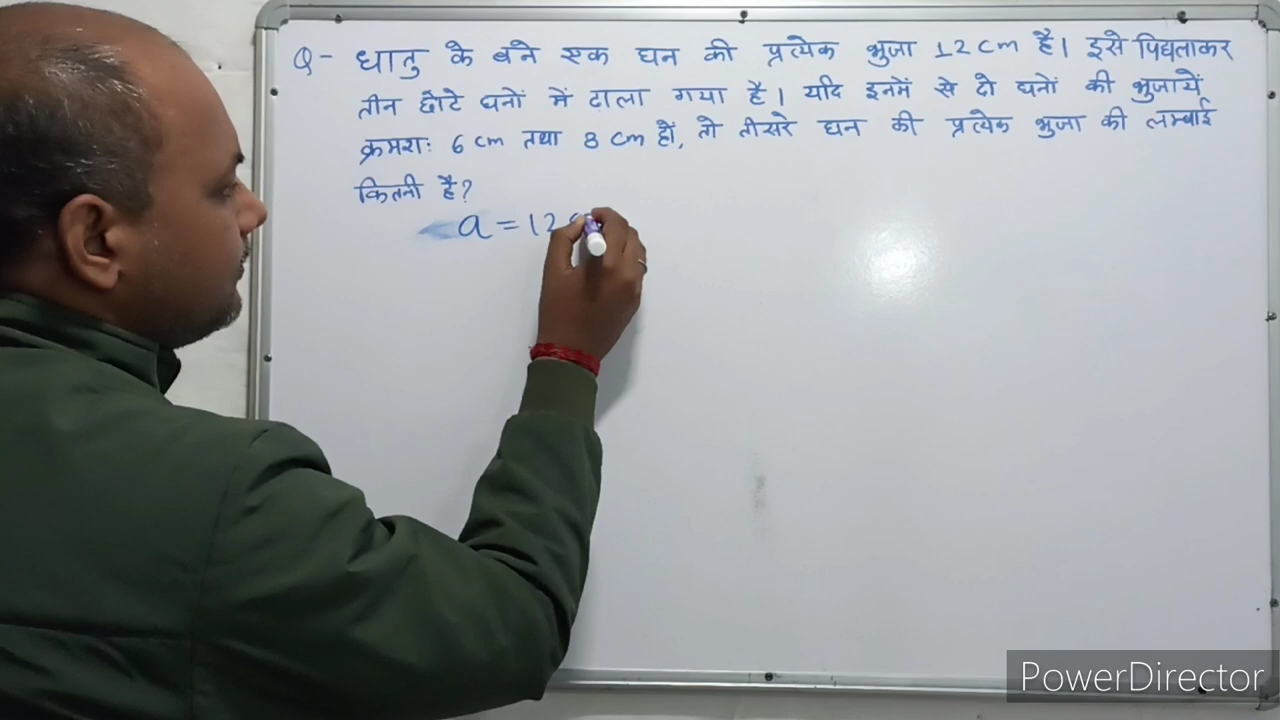 Q- धातु के बने एक घन की प्रत्येक भुजा 12 cm है। इसे पिघलाकर
तीन छोटे घनों में ढाला गया है। यदि इनमें से दो घनों की भुजायें
क्रमशः 6 cm तथा 8 cm हों, तो तीसरे घन की प्रत्येक भुजा की लम्बाई
कितनी है?
a = 12
PowerDirector